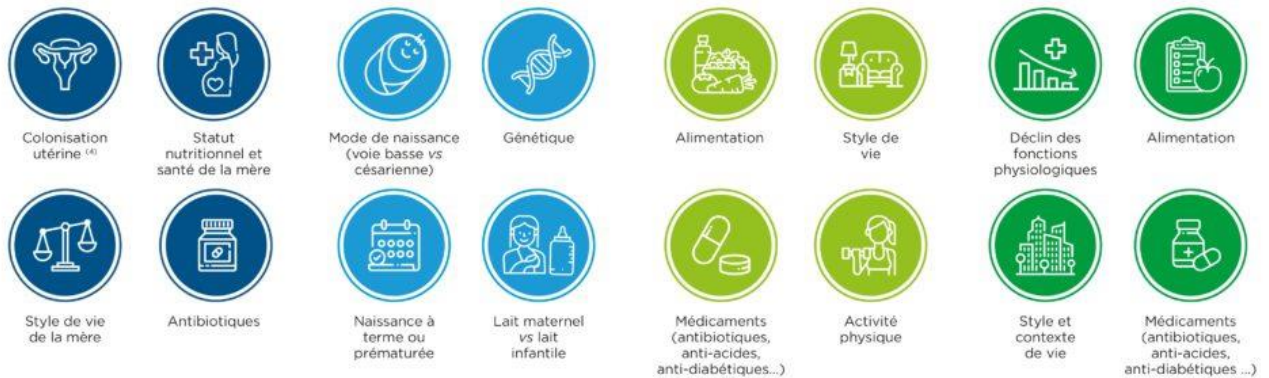 Colonisation
utérine (4)
Statut
nutritionnel et
santé de la mère
Mode de naissance
(voie basse vs
césarienne)
Génétique
Alimentation
Style de
vie
Déclin des
fonctions
physiologiques
Alimentation
Style de vie
de la mère
Antibiotiques
Naissance à
terme ou
prématurée
Lait maternel
vs lait
infantile
Médicaments
(antibiotiques,
anti-acides,
anti-diabétiques...)
Activité
physique
Style et
contexte
de vie
Médicaments
(antibiotiques,
anti-acides,
anti-diabétiques ...)